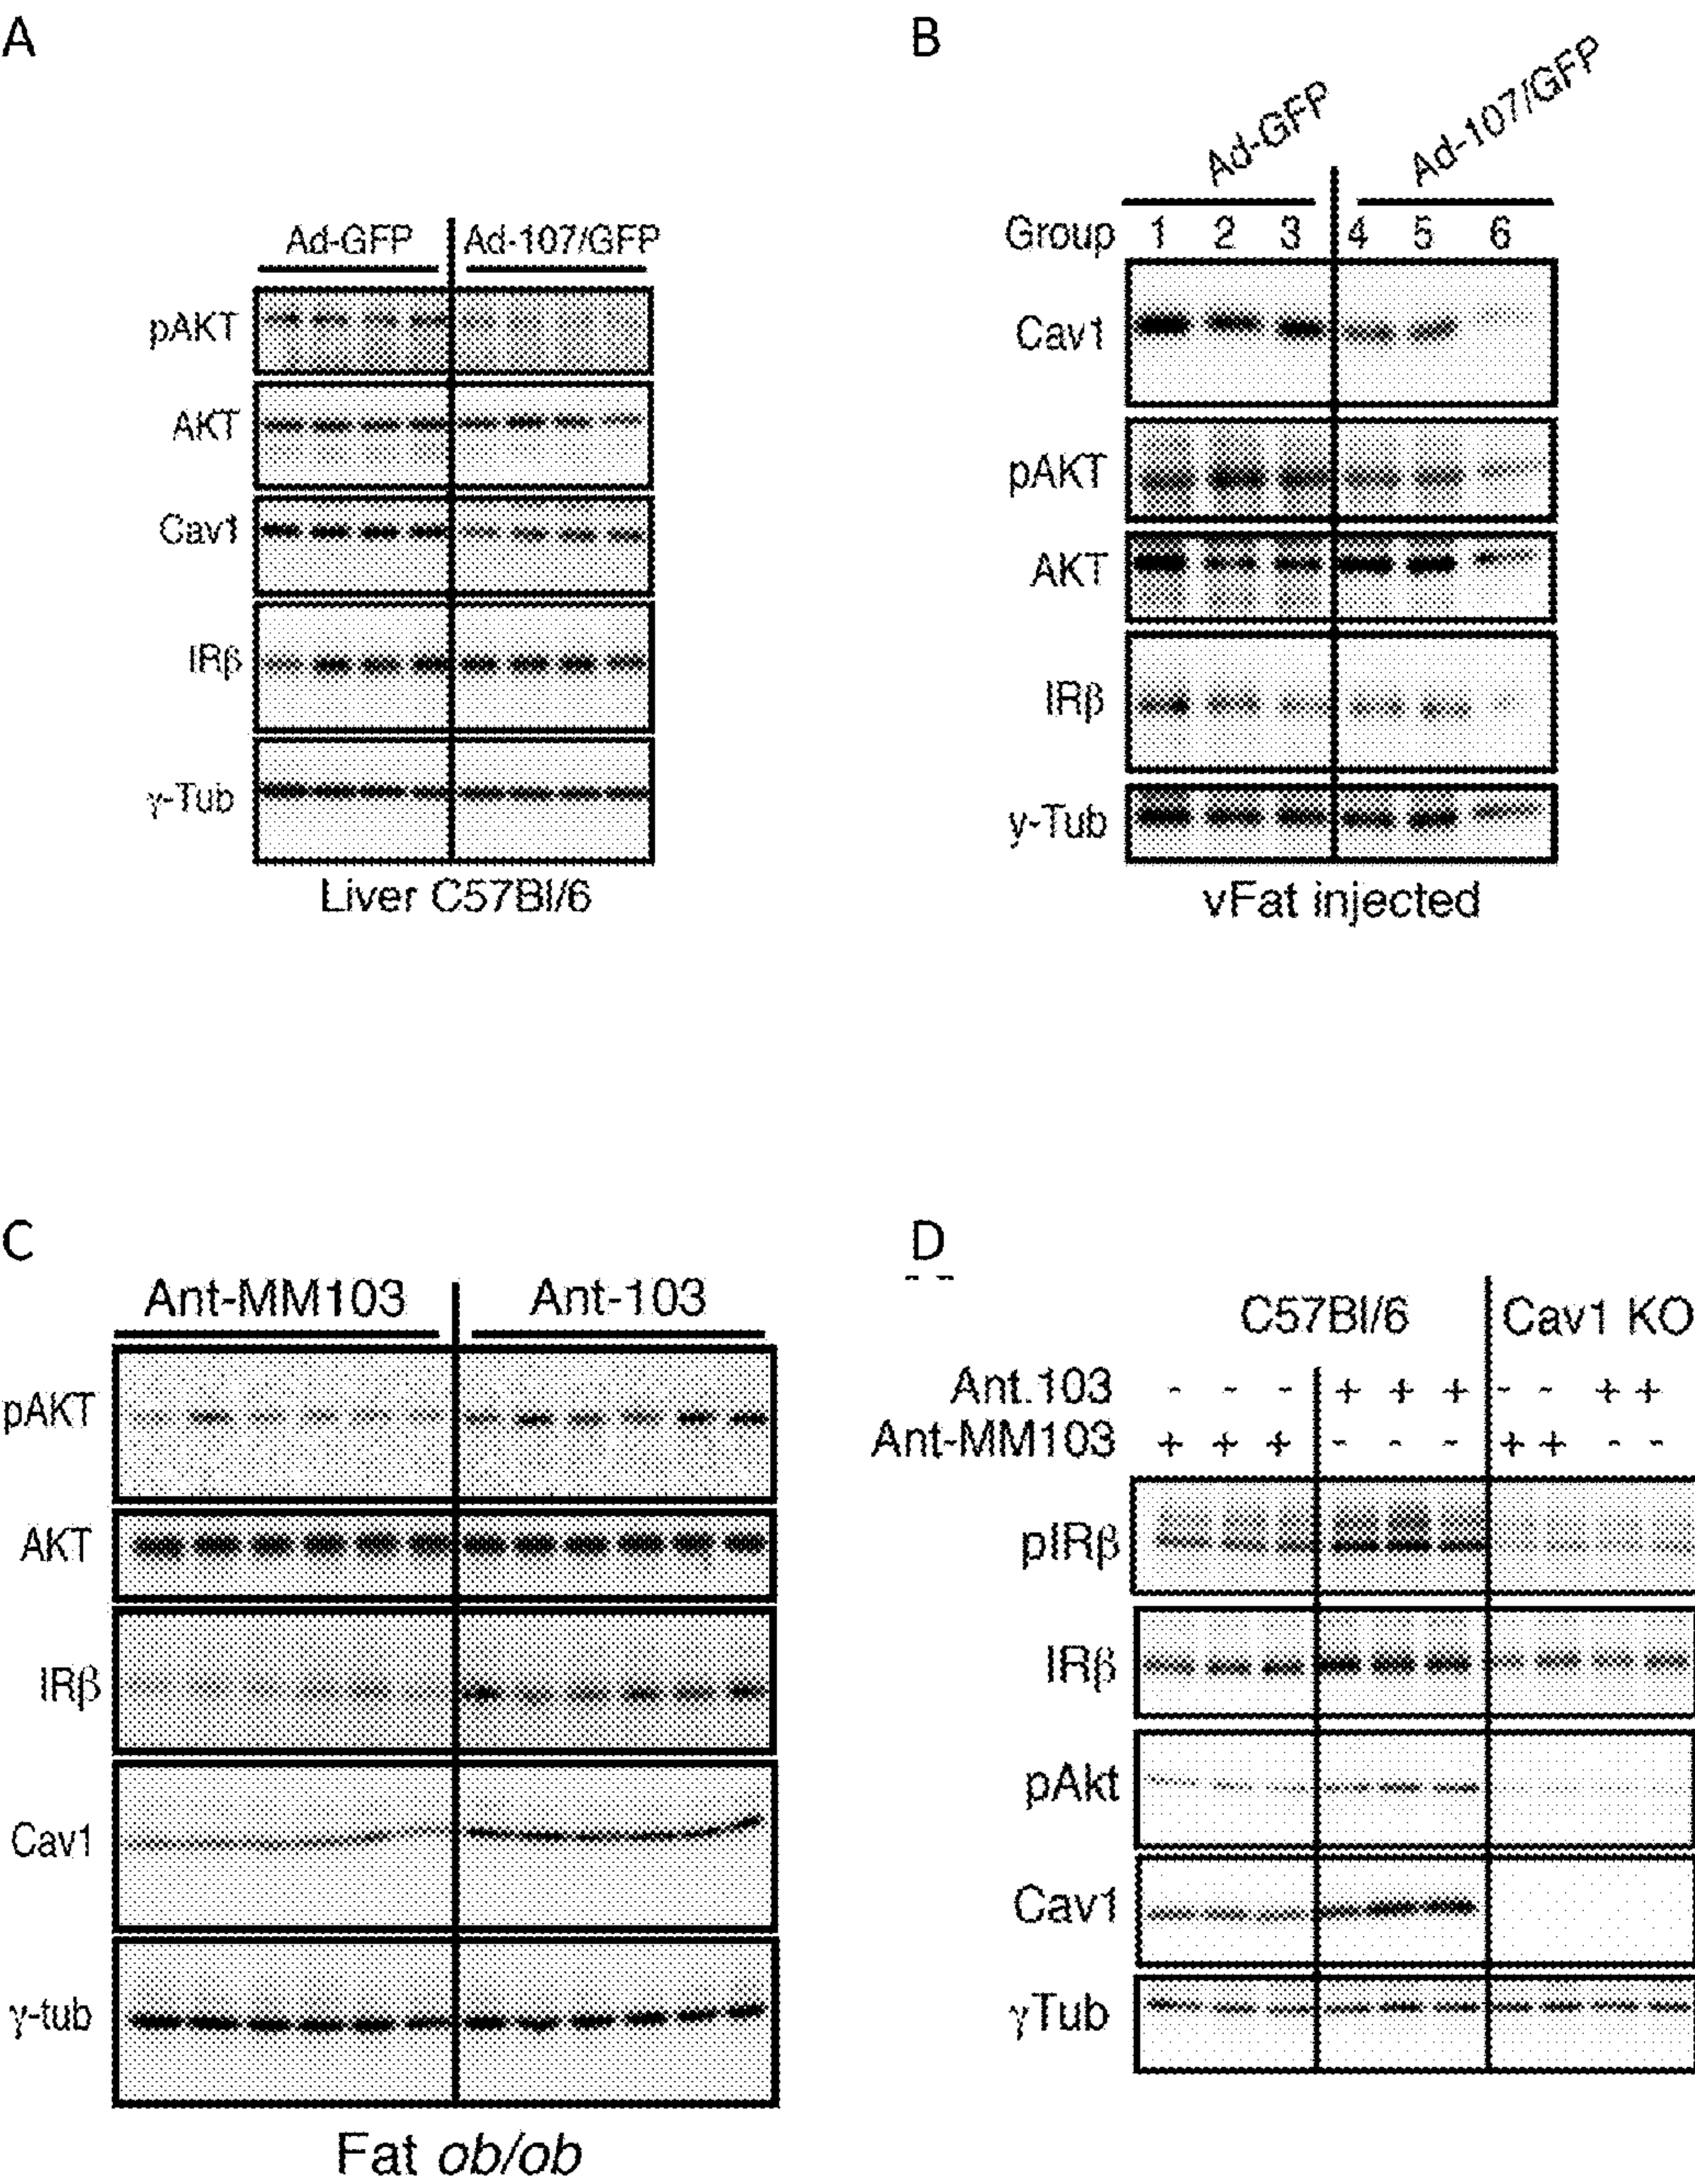 A
Ad-GFP Ad-107/GFP
pAKT
AKT
Cav1
IRβ
γ-Tub
Liver C57Bl/6
B
Ad-GFP Ad-107/GFP
Group 1 2 3 4 5 6
Cav1
pAKT
AKT
IRβ
γ-Tub
vFat injected
C
Ant-MM103 Ant-103
pAKT
AKT
IRβ
Cav1
γ-tub
Fat ob/ob
D
C57Bl/6 Cav1 KO
Ant.103 - - - + + + - - + +
Ant-MM103 + + + - - - + + - -
pIRβ
IRβ
pAkt
Cav1
γTub